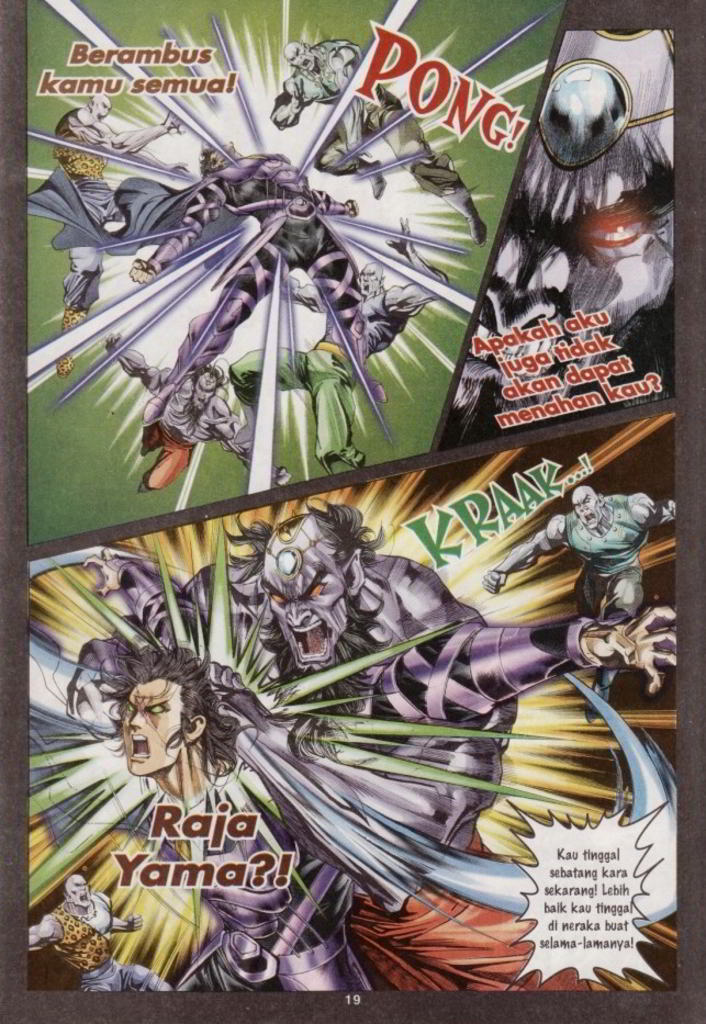 Berambus
kamu semua!
PONG!
Apakah aku
juga tidak
akan dapat
menahan kau?
KRAAK...!
Raja
Yama?!
Kau tinggal
sebatang kara
sekarang! Lebih
baik kau tinggal
di neraka buat
selama-lamanya!
19